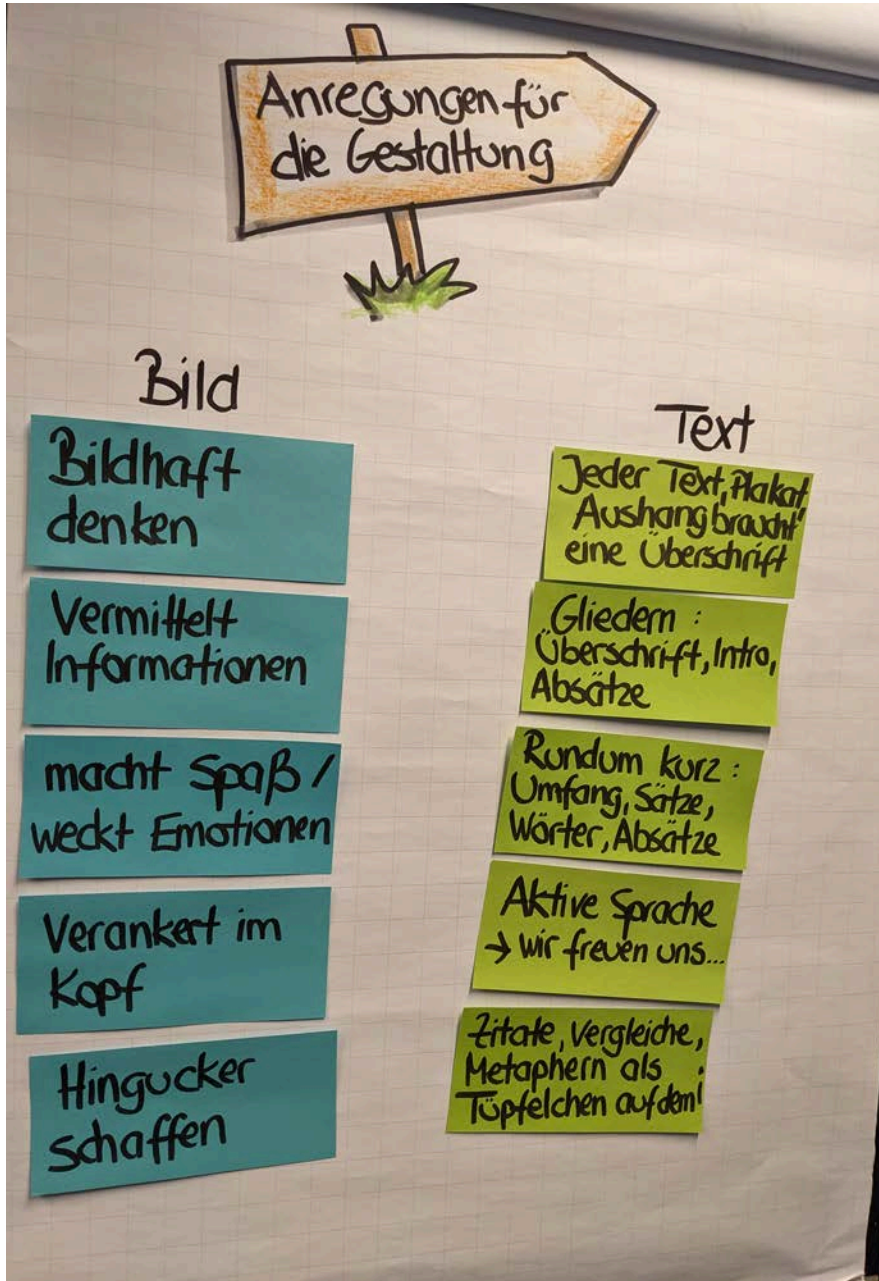 Anregungen für
die Gestaltung
Bild
Bildhaft
denken
Vermittelt
Informationen
macht Spaß /
weckt Emotionen
Verankert im
Kopf
Hingucker
schaffen
Text
Jeder Text, Plakat,
Aushang braucht
eine Überschrift
Gliedern :
Überschrift, Intro,
Absätze
Rundum kurz :
Umfang, Sätze,
Wörter, Absätze
Aktive Sprache
→ wir freuen uns...
Zitate, Vergleiche,
Metaphern als
Tüpfelchen auf dem i